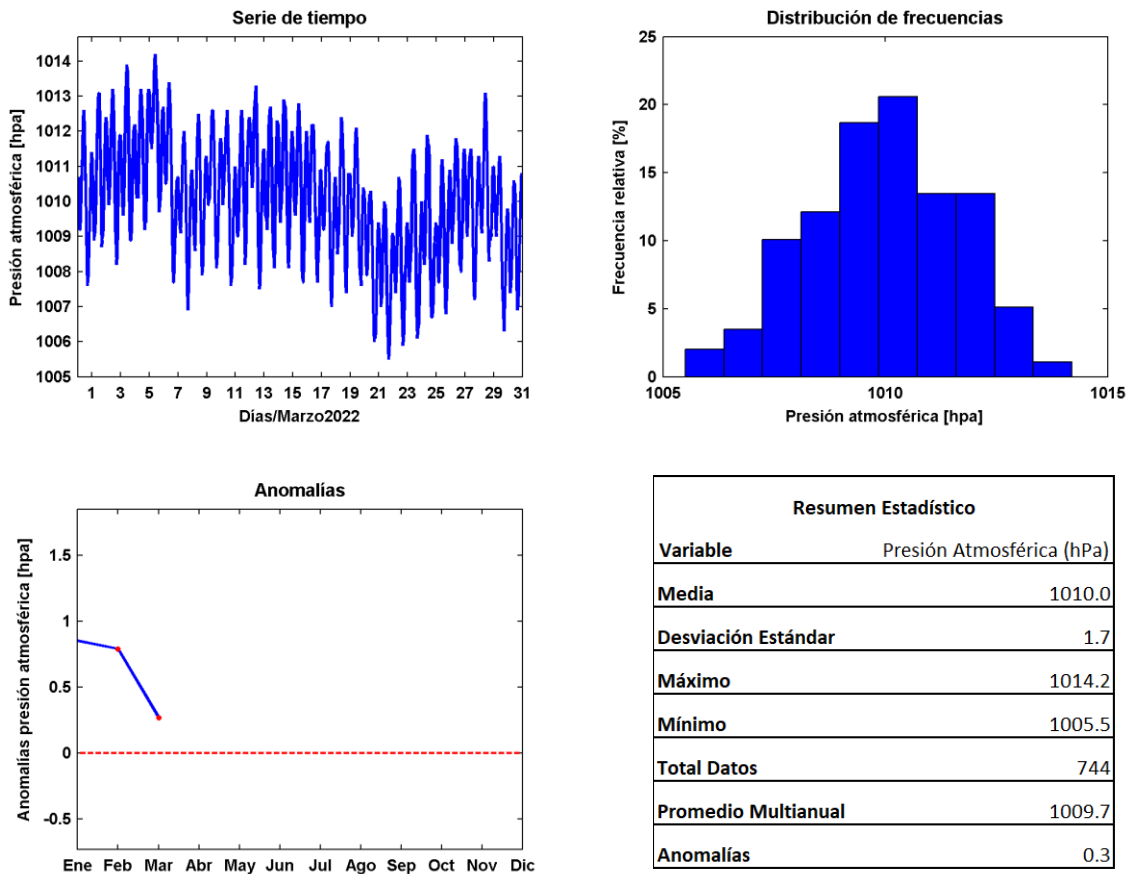 Serie de tiempo
Presión atmosférica [hpa]
1014
1013
1012
1011
1010
1009
1008
1007
1006
1005
1 3 5 7 9 11 13 15 17 19 21 23 25 27 29 31
Días/Marzo2022
Distribución de frecuencias
Frecuencia relativa [%]
25
20
15
10
5
0
1005 1010 1015
Presión atmosférica [hpa]
Anomalías
Anomalías presión atmosférica [hpa]
1.5
1
0.5
0
-0.5
Ene Feb Mar Abr May Jun Jul Ago Sep Oct Nov Dic
Resumen Estadístico
Variable Presión Atmosférica (hPa)
Media 1010.0
Desviación Estándar 1.7
Máximo 1014.2
Mínimo 1005.5
Total Datos 744
Promedio Multianual 1009.7
Anomalías 0.3